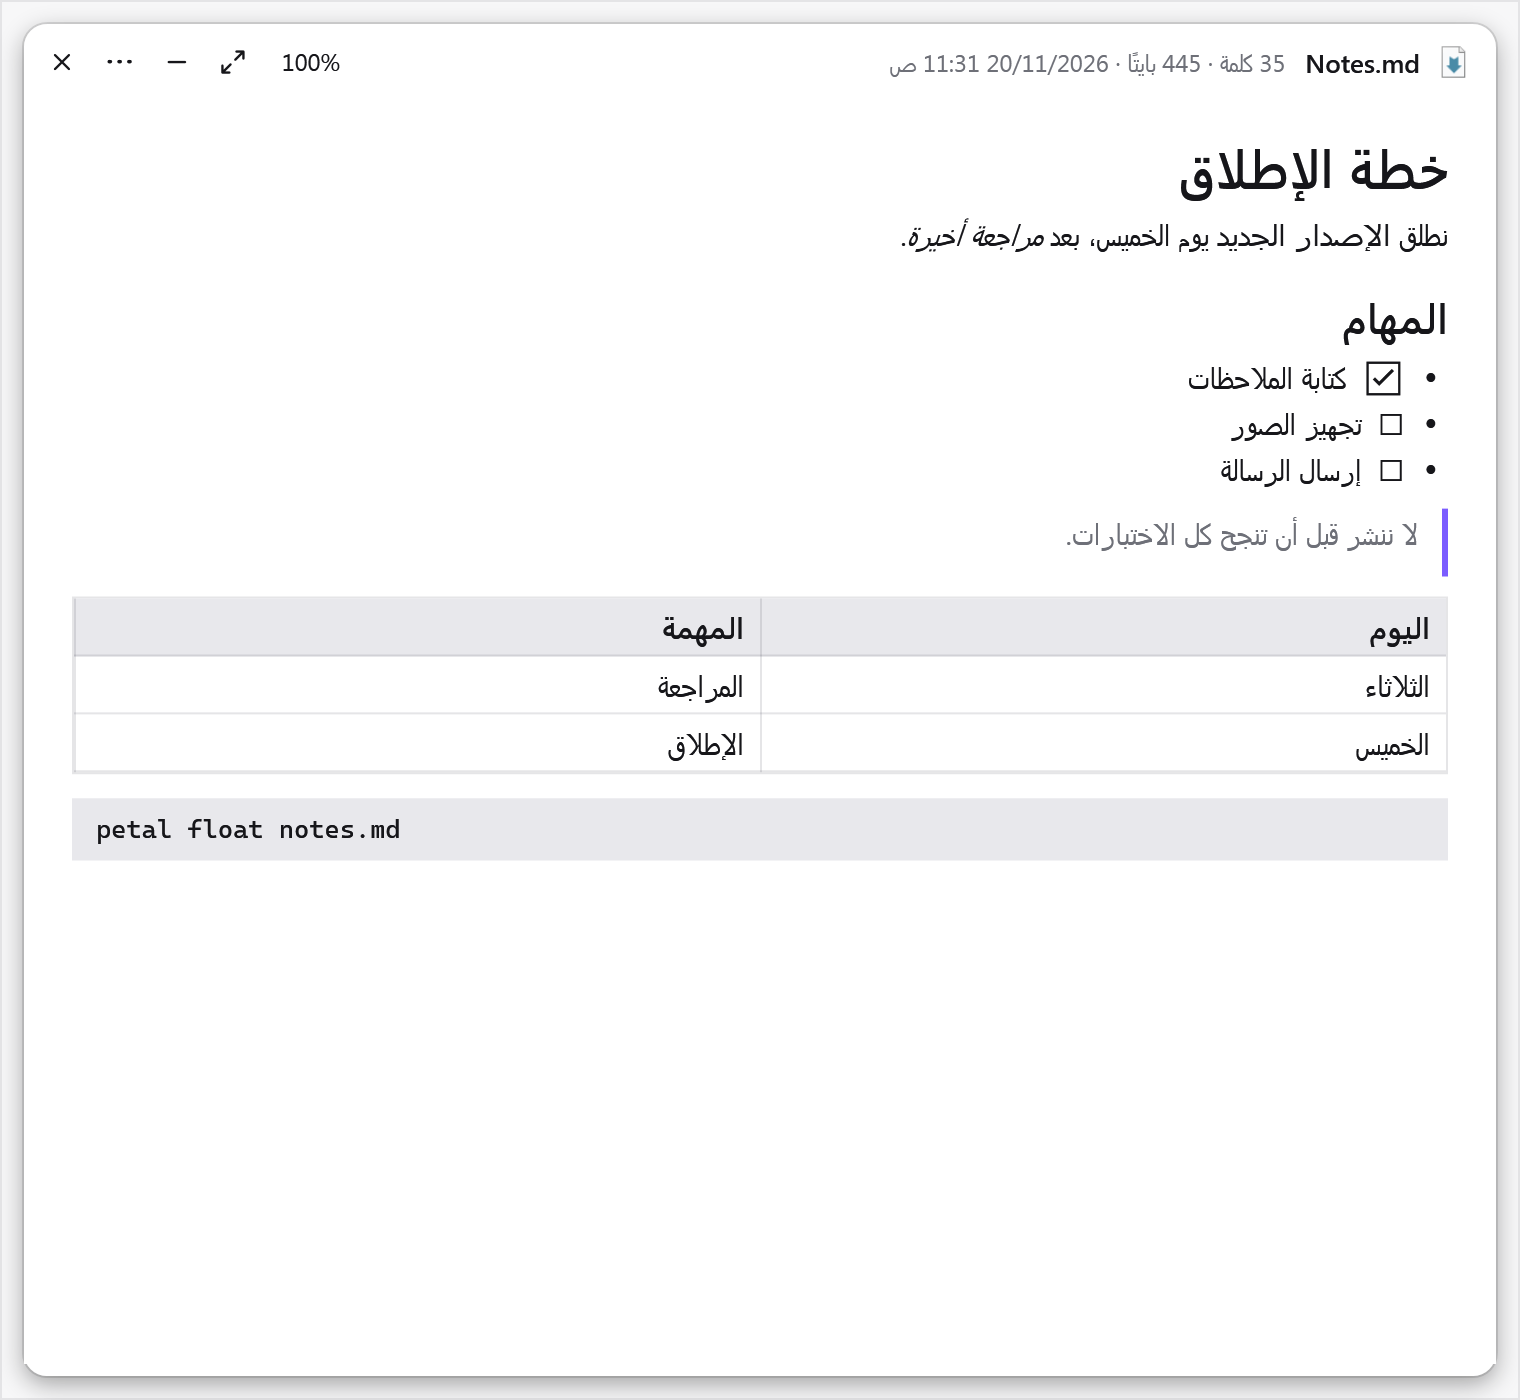 Notes.md 35 كلمة · 445 بايتًا · 20/11/2026 11:31 ص 100%
خطة الإطلاق
نطلق الإصدار الجديد يوم الخميس، بعد مراجعة أخيرة.
المهام
• ☑ كتابة الملاحظات
• ☐ تجهيز الصور
• ☐ إرسال الرسالة
لا ننشر قبل أن تنجح كل الاختبارات.
اليوم المهمة
الثلاثاء المراجعة
الخميس الإطلاق
petal float notes.md